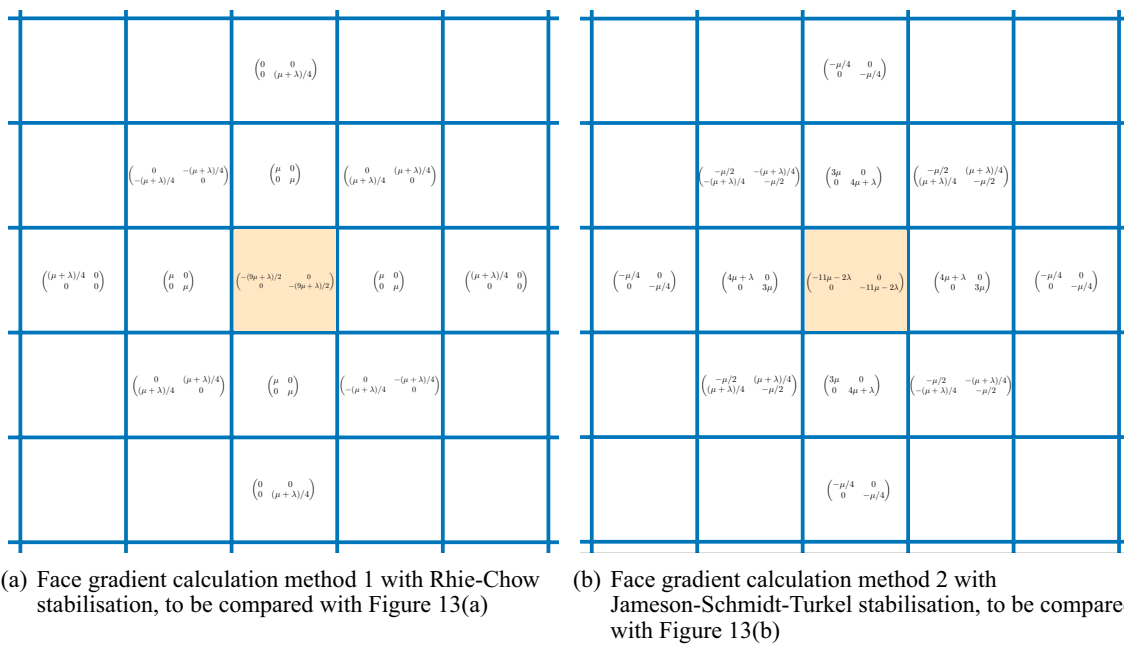 (0 0
0 (μ + λ)/4)
(−μ/4 0
0 −μ/4)
(0 −(μ + λ)/4
−(μ + λ)/4 0)
(μ 0
0 μ)
(0 (μ + λ)/4
(μ + λ)/4 0)
(−μ/2 −(μ + λ)/4
−(μ + λ)/4 −μ/2)
(3μ 0
0 4μ + λ)
(−μ/2 (μ + λ)/4
(μ + λ)/4 −μ/2)
((μ + λ)/4 0
0 0)
(μ 0
0 μ)
(−(9μ + λ)/2 0
0 −(9μ + λ)/2)
(μ 0
0 μ)
((μ + λ)/4 0
0 0)
(−μ/4 0
0 −μ/4)
(4μ + λ 0
0 3μ)
(−11μ − 2λ 0
0 −11μ − 2λ)
(4μ + λ 0
0 3μ)
(−μ/4 0
0 −μ/4)
(0 (μ + λ)/4
(μ + λ)/4 0)
(μ 0
0 μ)
(0 −(μ + λ)/4
−(μ + λ)/4 0)
(−μ/2 (μ + λ)/4
(μ + λ)/4 −μ/2)
(3μ 0
0 4μ + λ)
(−μ/2 −(μ + λ)/4
−(μ + λ)/4 −μ/2)
(0 0
0 (μ + λ)/4)
(−μ/4 0
0 −μ/4)
(a) Face gradient calculation method 1 with Rhie-Chow
stabilisation, to be compared with Figure 13(a)
(b) Face gradient calculation method 2 with
Jameson-Schmidt-Turkel stabilisation, to be compared
with Figure 13(b)